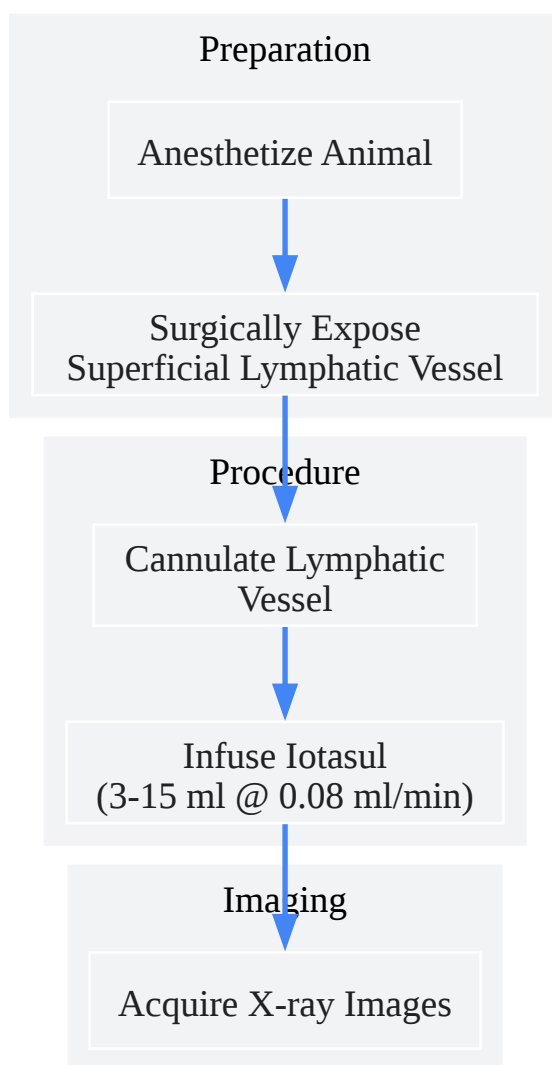 Preparation
Anesthetize Animal
Surgically Expose
Superficial Lymphatic Vessel
Procedure
Cannulate Lymphatic
Vessel
Infuse Iotasul
(3-15 ml @ 0.08 ml/min)
Imaging
Acquire X-ray Images